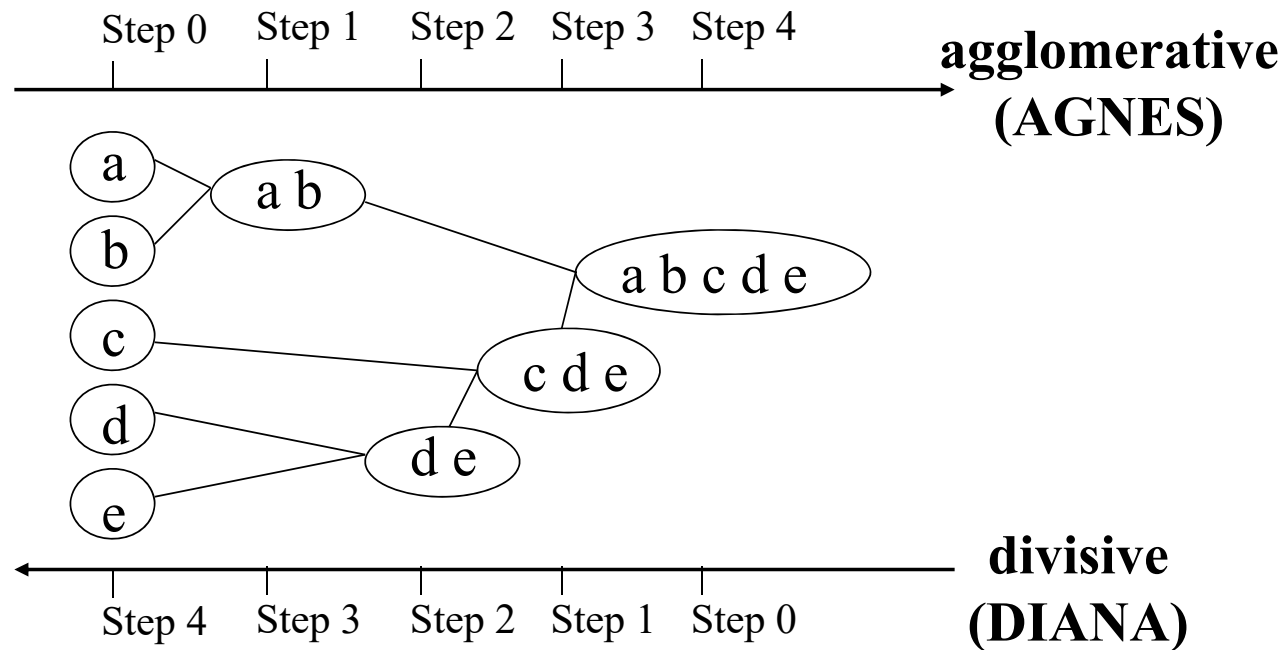 Step 0 Step 1 Step 2 Step 3 Step 4
agglomerative
(AGNES)
a
a b
b
a b c d e
c
c d e
d
d e
e
divisive
(DIANA)
Step 4 Step 3 Step 2 Step 1 Step 0